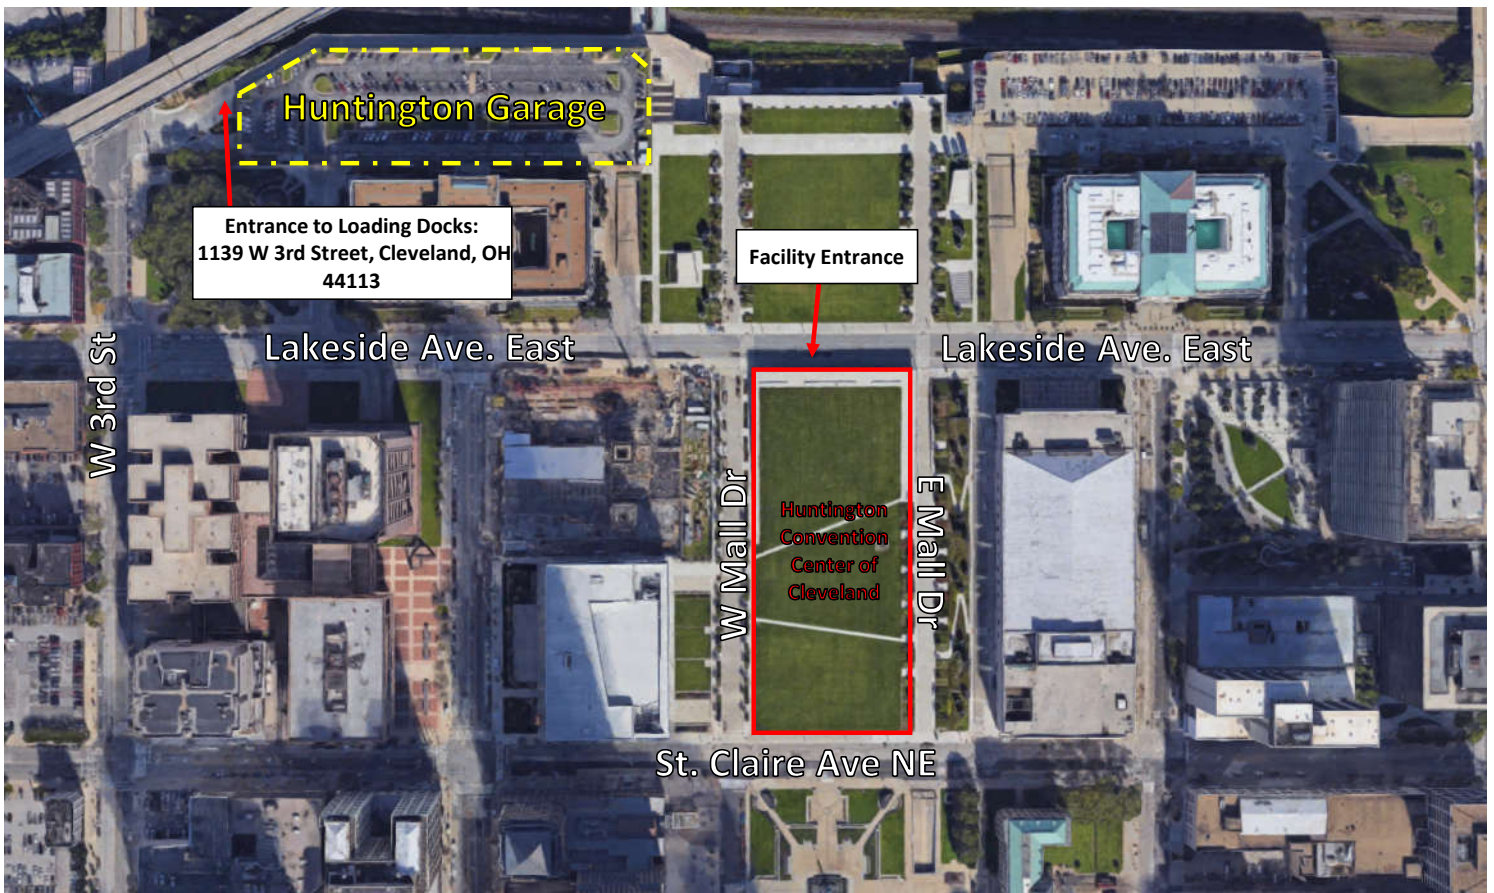 Huntington Garage
Entrance to Loading Docks:
1139 W 3rd Street, Cleveland, OH
44113
Facility Entrance
Lakeside Ave. East
Lakeside Ave. East
W 3rd St
W Mall Dr
Huntington
Convention
Center of
Cleveland
E Mall Dr
St. Claire Ave NE